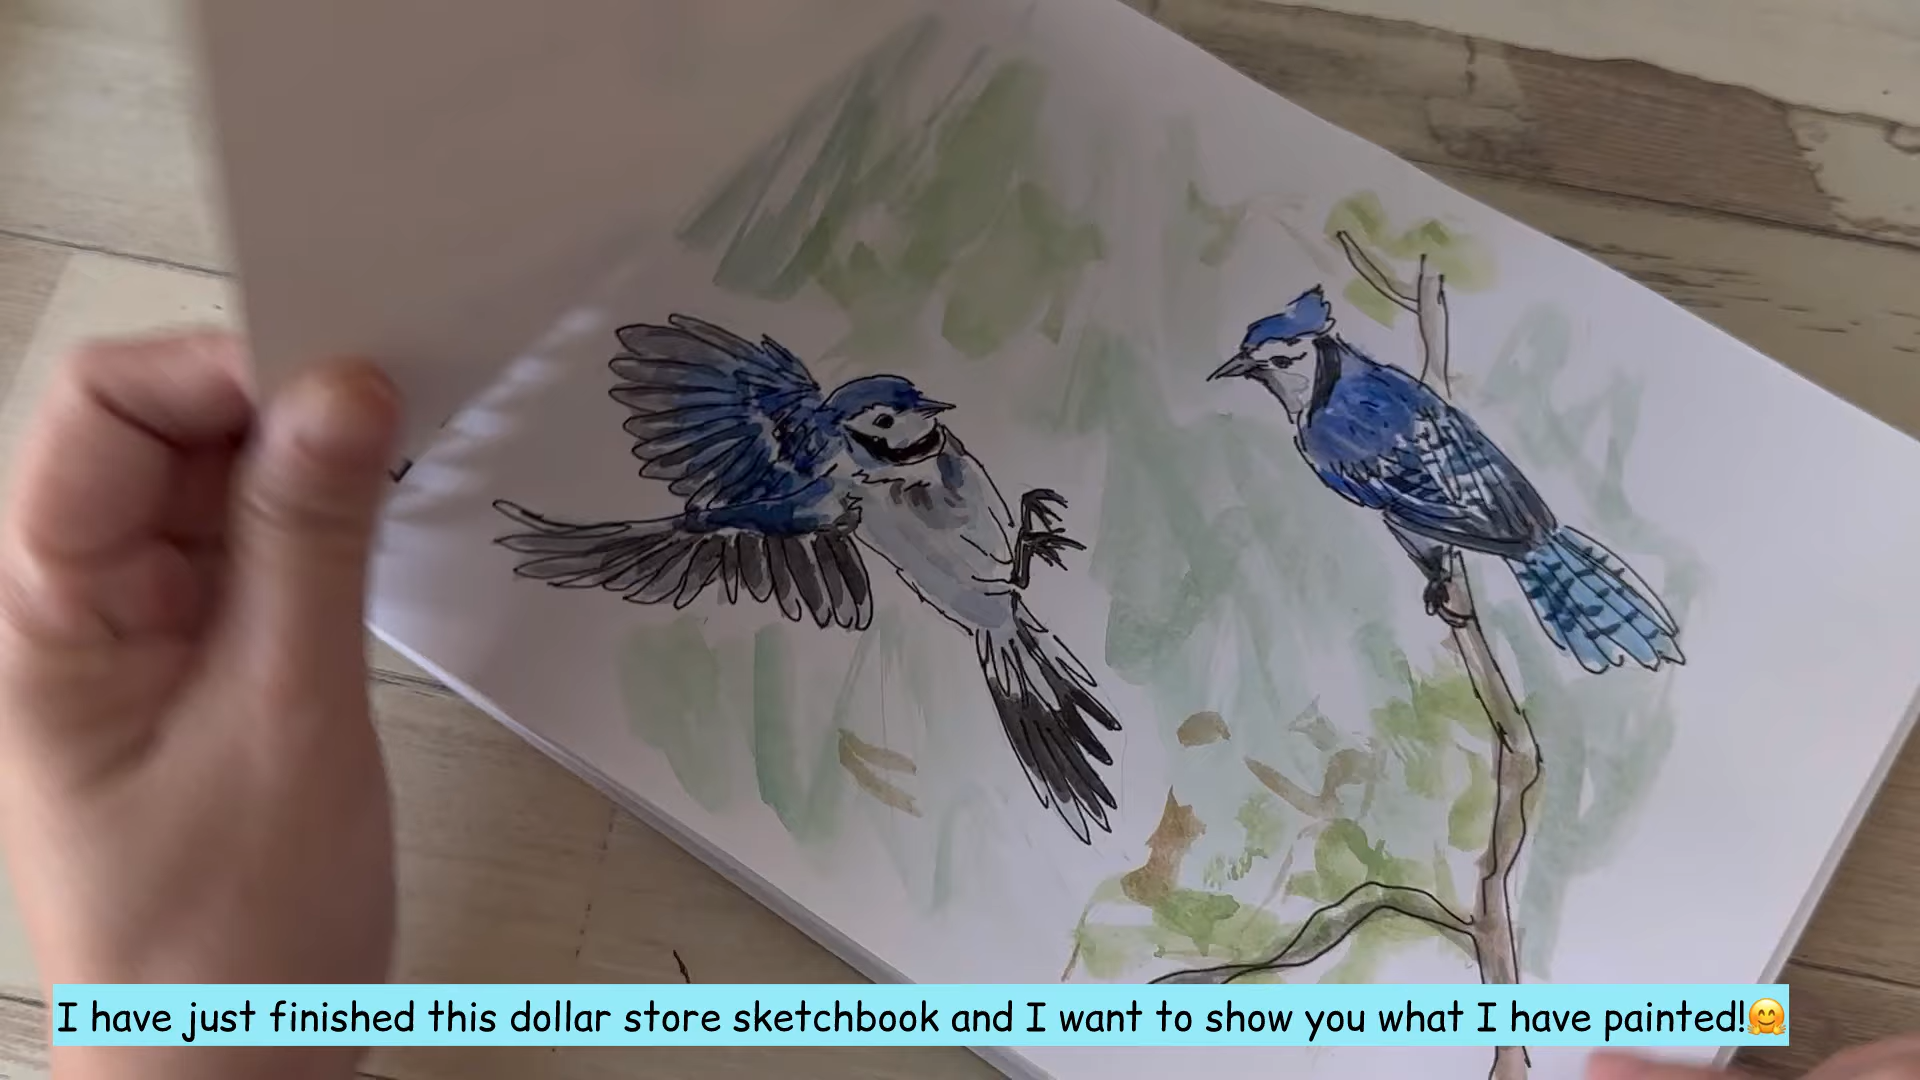 I have just finished this dollar store sketchbook and I want to show you what I have painted!🤗